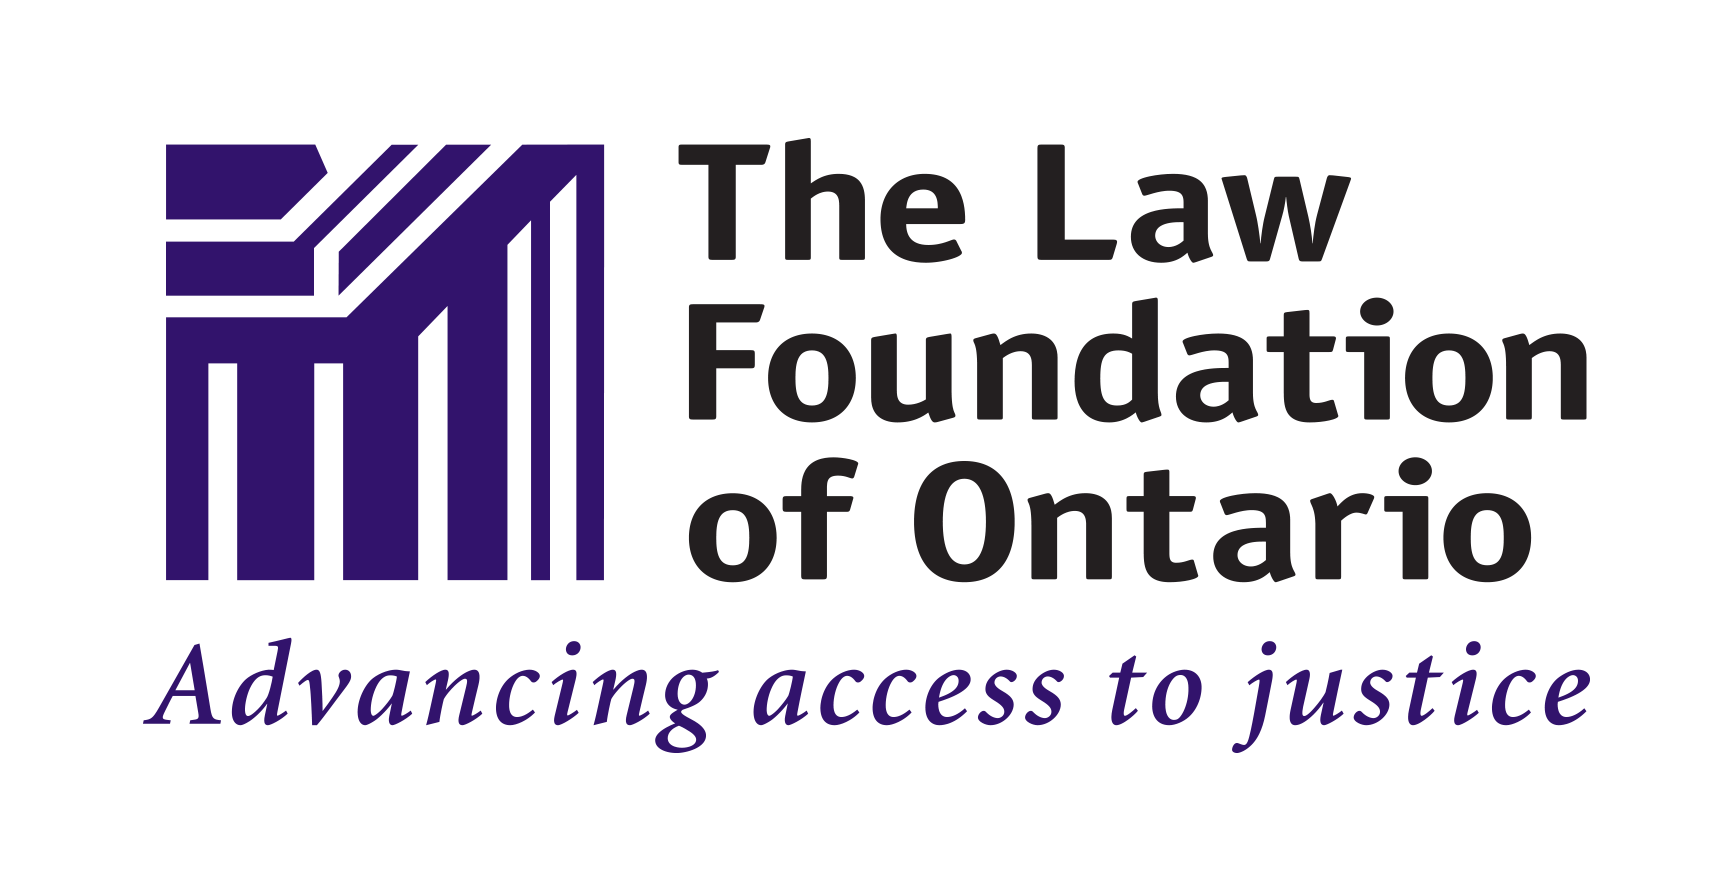 The Law
Foundation
of Ontario
Advancing access to justice